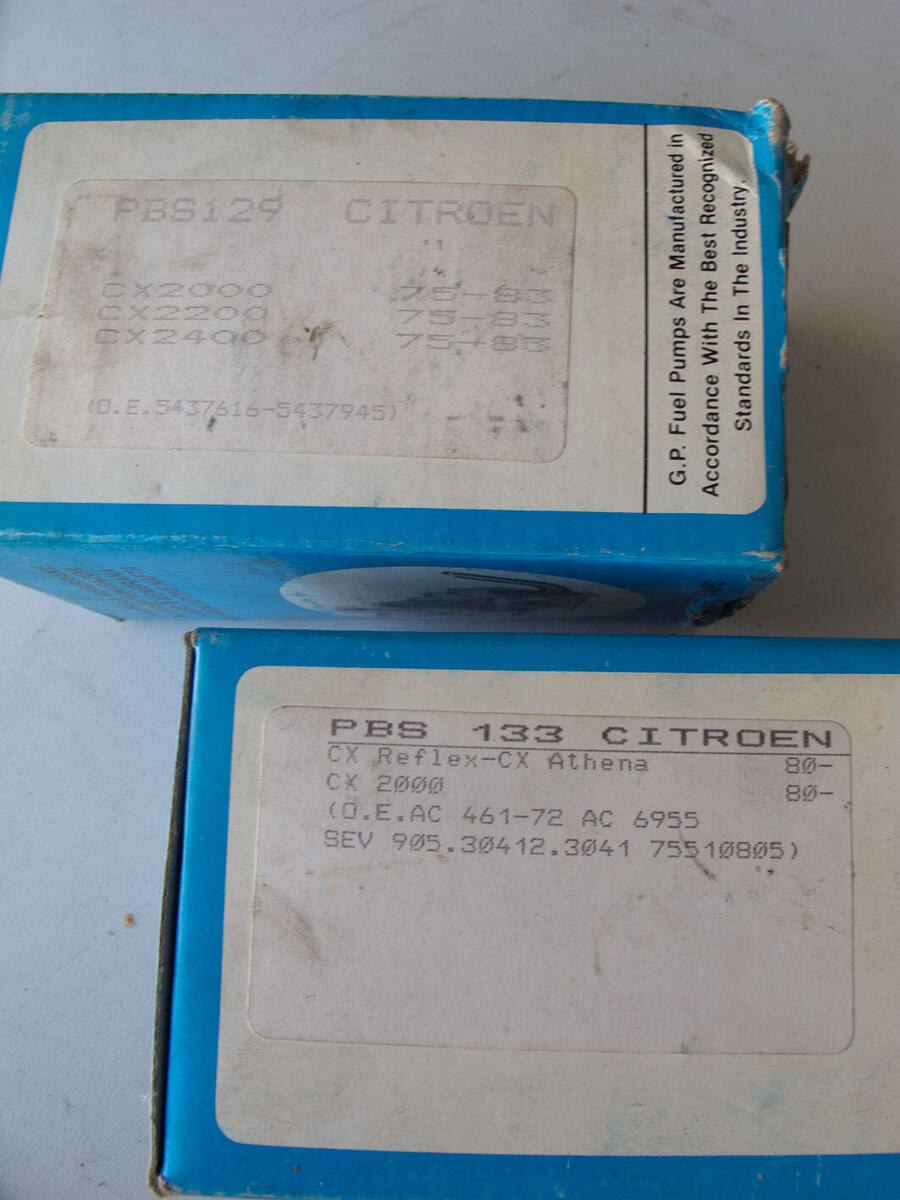 PBS129 CITROEN
CX2000 75-83
CX2200 75-83
CX2400 75-83
(O.E.5437616-5437945)
G.P. Fuel Pumps Are Manufactured in
Accordance With The Best Recognized
Standards In The Industry.
PBS 133 CITROEN
CX Reflex-CX Athena 80-
CX 2000 80-
(O.E.AC 461-72 AC 6955
SEV 905.30412.3041 75510805)